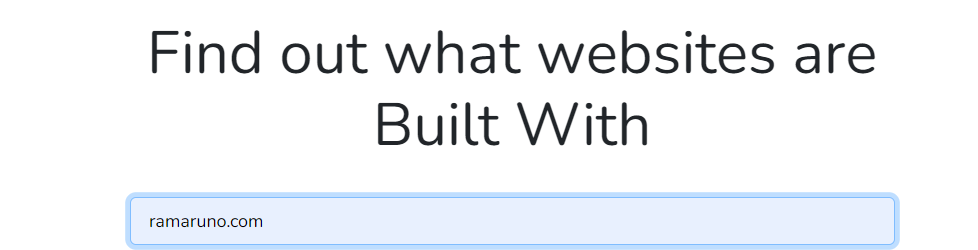 Find out what websites are
Built With
ramaruno.com